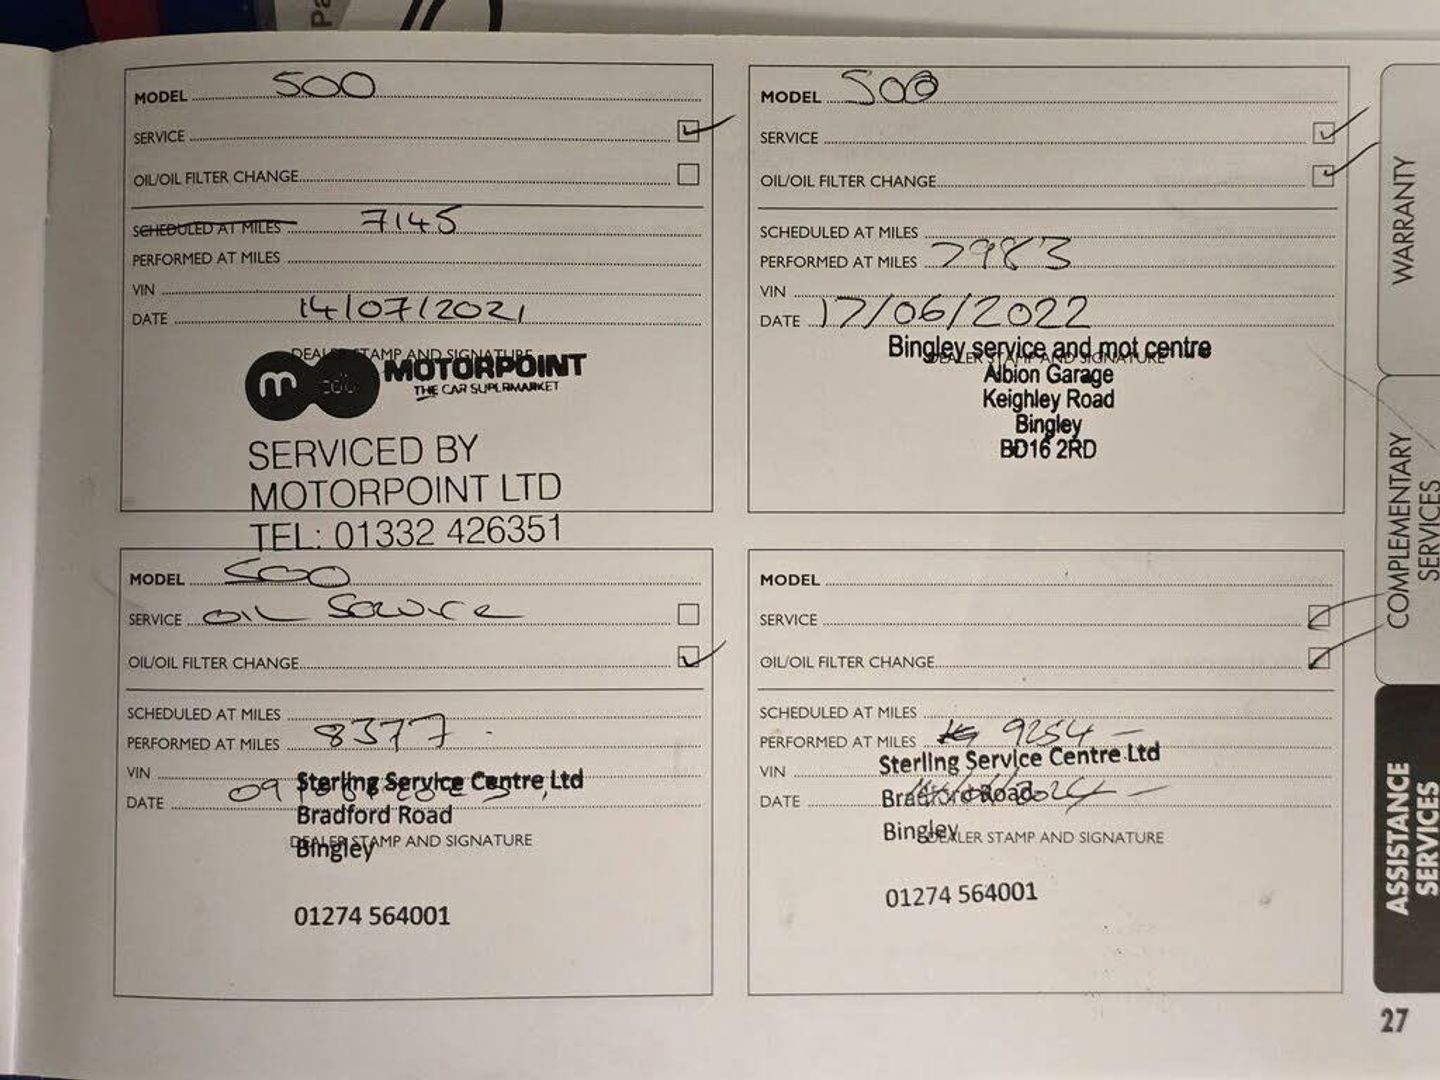 MODEL 500
SERVICE
OIL/OIL FILTER CHANGE
SCHEDULED AT MILES 7145
PERFORMED AT MILES
VIN
DATE 14/07/2021
DEALER STAMP AND SIGNATURE
m MOTORPOINT
THE CAR SUPERMARKET
SERVICED BY
MOTORPOINT LTD
TEL: 01332 426351
MODEL 500
SERVICE
OIL/OIL FILTER CHANGE
SCHEDULED AT MILES
PERFORMED AT MILES 7983
VIN
DATE 17/06/2022
Bingley service and mot centre
DEALER STAMP AND SIGNATURE
Albion Garage
Keighley Road
Bingley
BD16 2RD
MODEL 500
SERVICE OIL Service
OIL/OIL FILTER CHANGE
SCHEDULED AT MILES
PERFORMED AT MILES 8377
VIN
Sterling Service Centre Ltd
DATE
Bradford Road
DEALER STAMP AND SIGNATURE
Bingley
01274 564001
MODEL
SERVICE
OIL/OIL FILTER CHANGE
SCHEDULED AT MILES
PERFORMED AT MILES 9254
Sterling Service Centre Ltd
VIN
DATE
Bradford Road
Bingley
DEALER STAMP AND SIGNATURE
01274 564001
WARRANTY
COMPLEMENTARY
SERVICES
ASSISTANCE
SERVICES
27